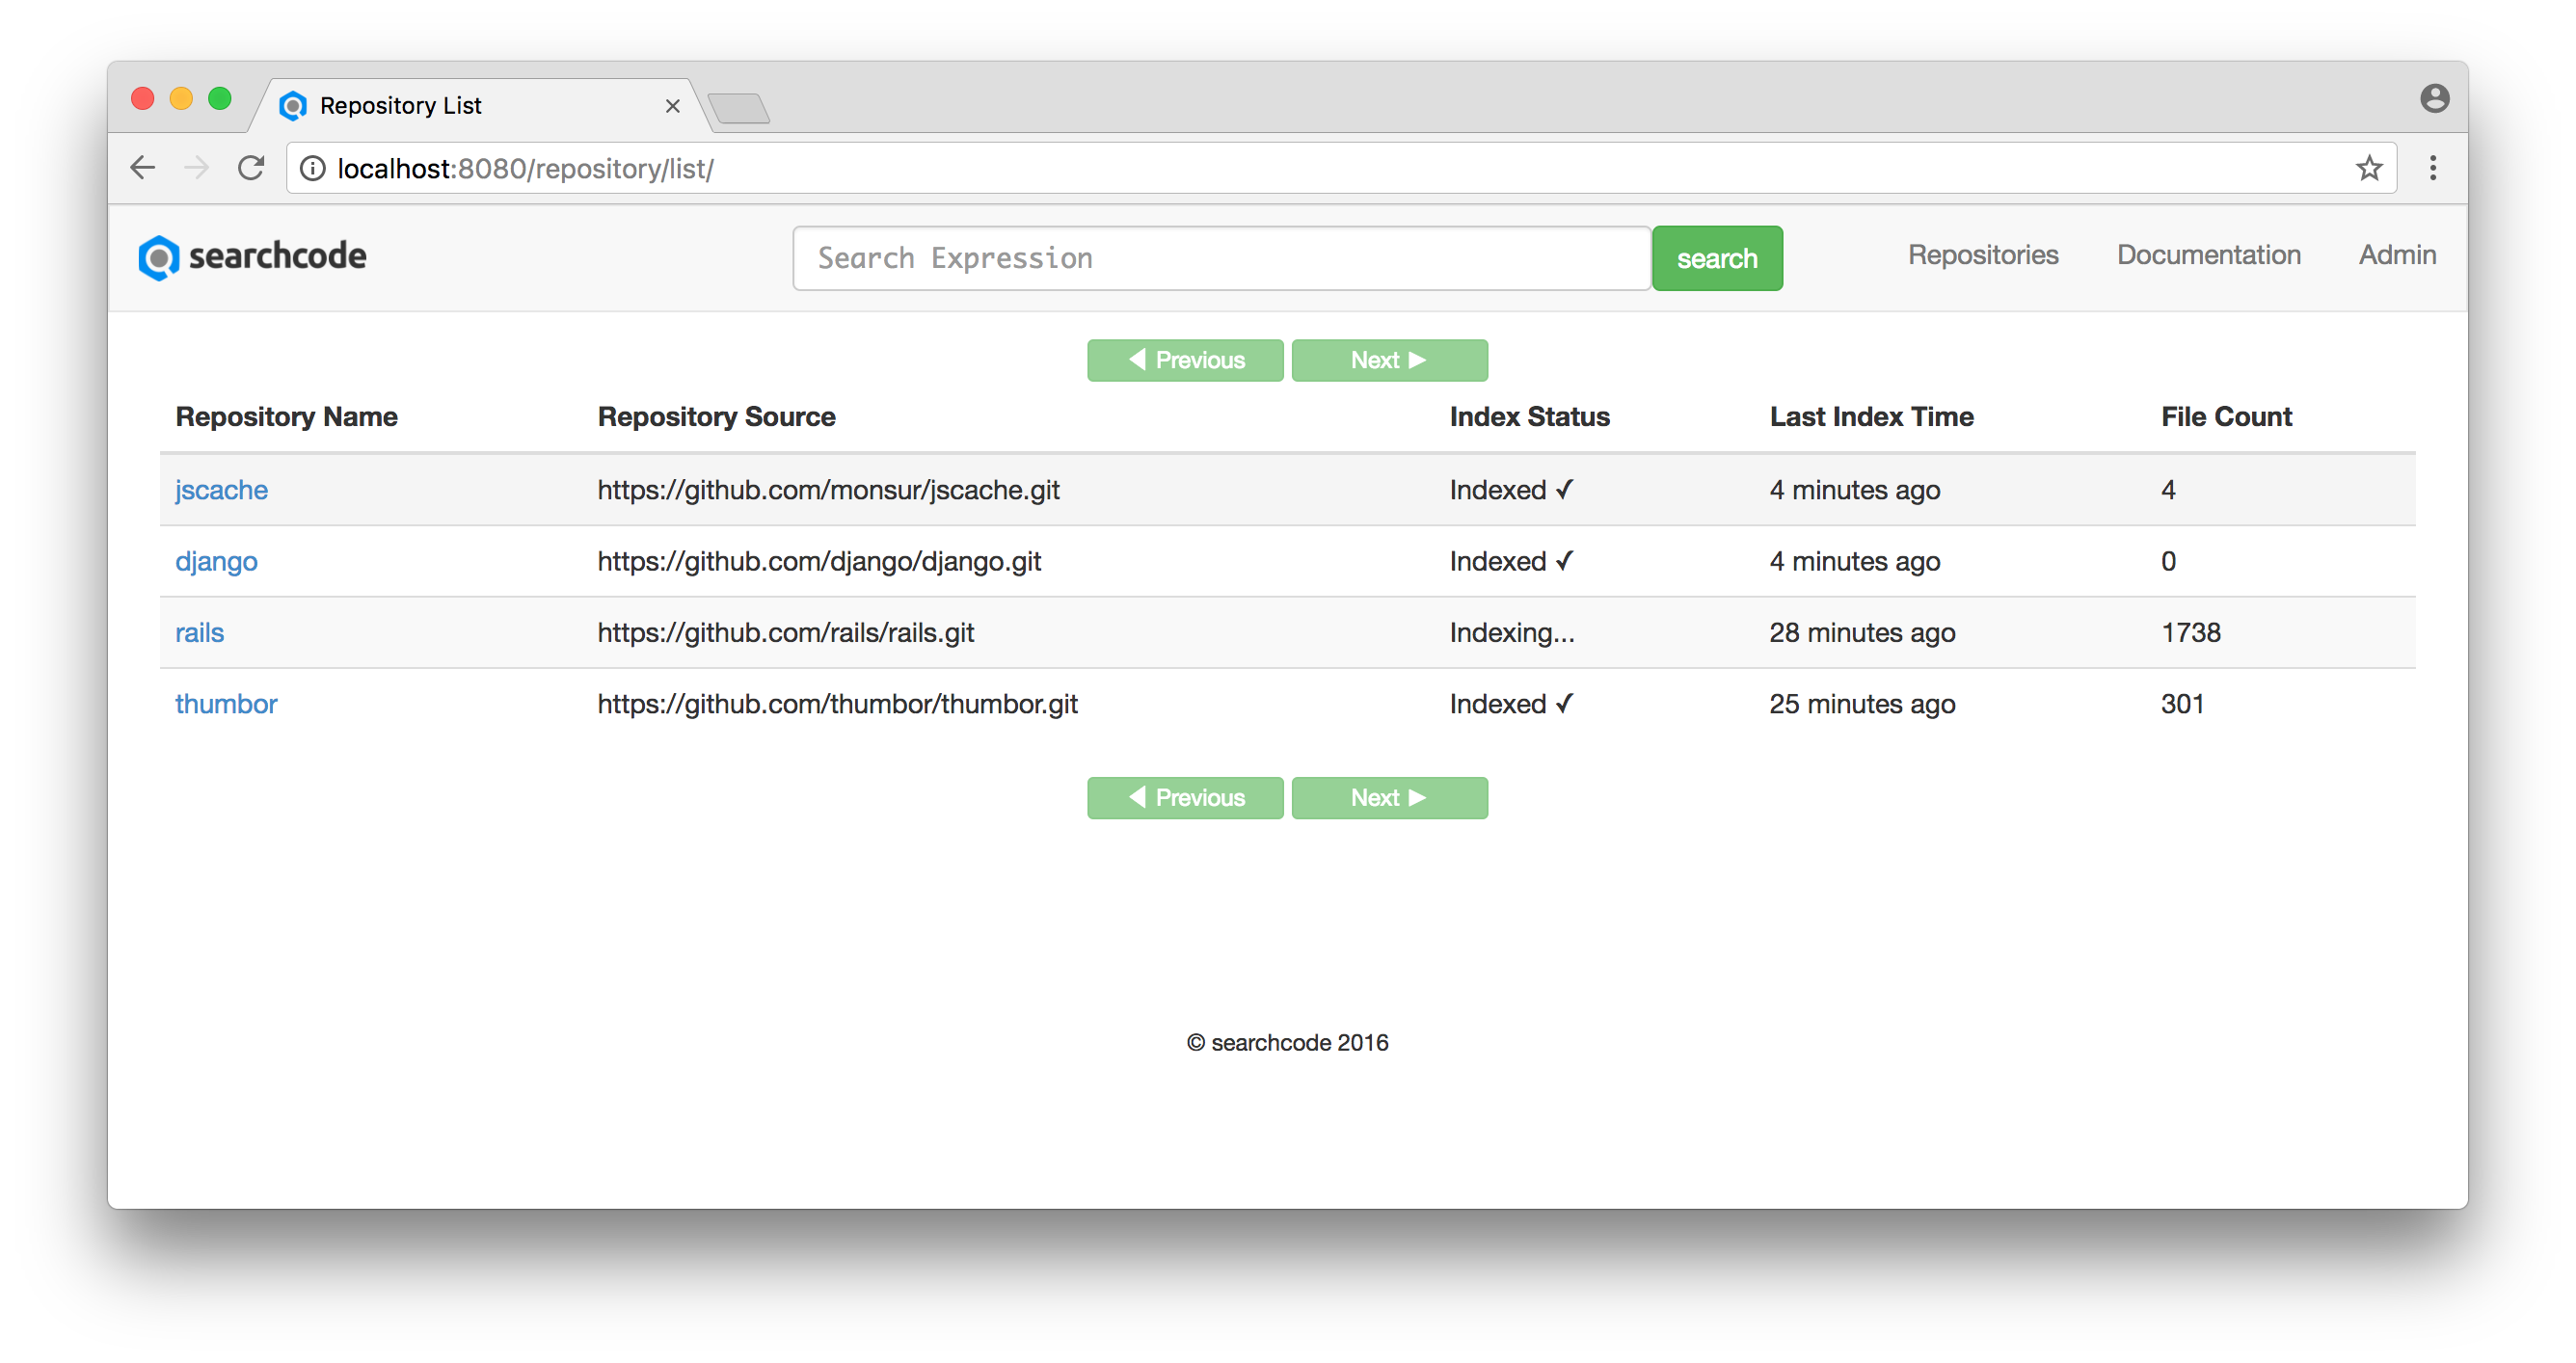 Repository List
localhost:8080/repository/list/
searchcode Search Expression search Repositories Documentation Admin
◀ Previous Next ▶
Repository Name Repository Source Index Status Last Index Time File Count
jscache https://github.com/monsur/jscache.git Indexed ✓ 4 minutes ago 4
django https://github.com/django/django.git Indexed ✓ 4 minutes ago 0
rails https://github.com/rails/rails.git Indexing... 28 minutes ago 1738
thumbor https://github.com/thumbor/thumbor.git Indexed ✓ 25 minutes ago 301
◀ Previous Next ▶
© searchcode 2016